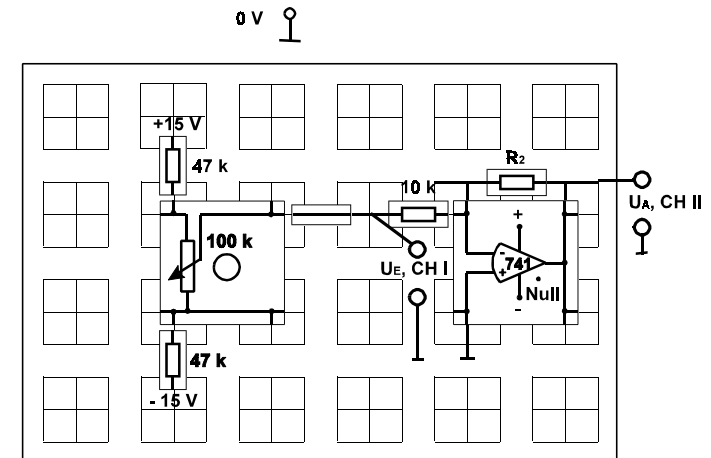 0 V
+15 V
47 k
R2
10 k
UA, CH II
100 k
+
UE, CH I
-
741
+
Null
-
47 k
- 15 V